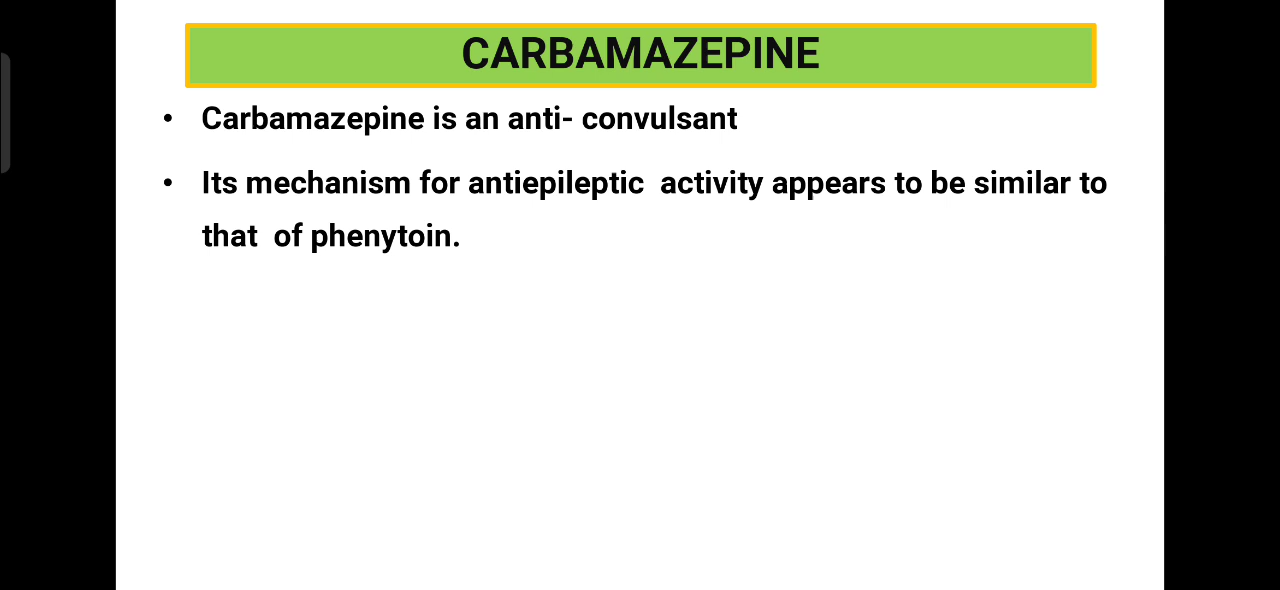 CARBAMAZEPINE
• Carbamazepine is an anti- convulsant
• Its mechanism for antiepileptic  activity appears to be similar to
that  of phenytoin.